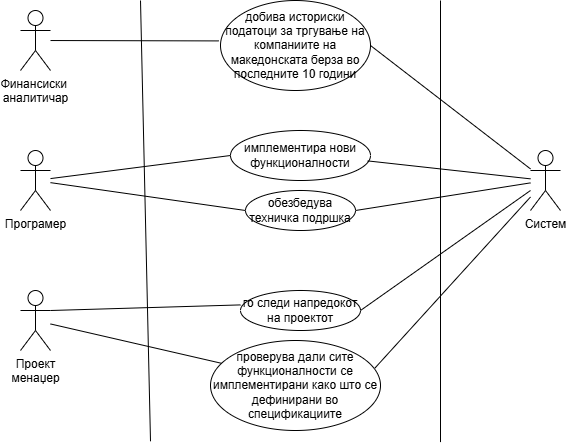 добива историски
податоци за тргување на
компаниите на
македонската берза во
последните 10 години
Финансиски
аналитичар
имплементира нови
функционалности
обезбедува
техничка подршка
Програмер
Систем
го следи напредокот
на проектот
Проект
менаџер
проверува дали сите
функционалности се
имплементирани како што се
дефинирани во
спецификациите